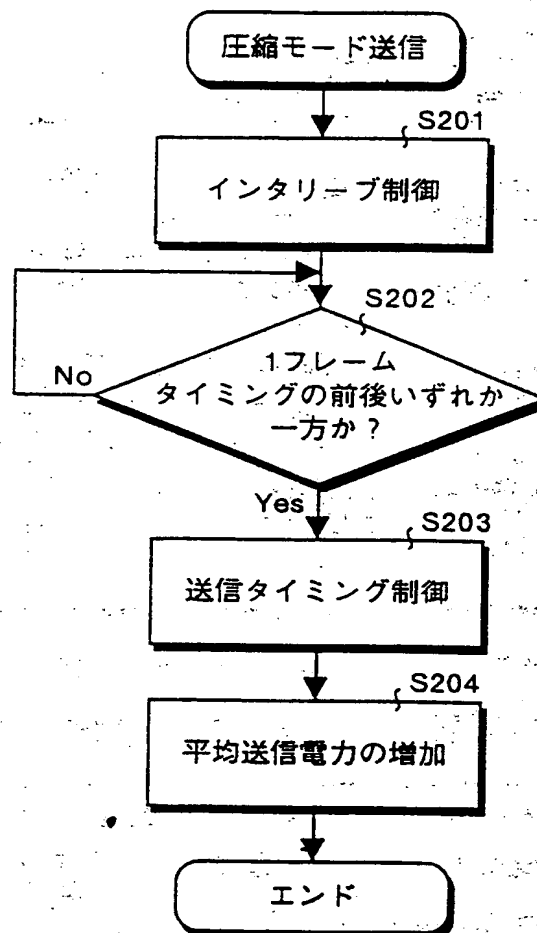 圧縮モード送信
S201
インタリーブ制御
S202
1フレーム
タイミングの前後いずれか
一方か?
No
Yes
S203
送信タイミング制御
S204
平均送信電力の増加
エンド